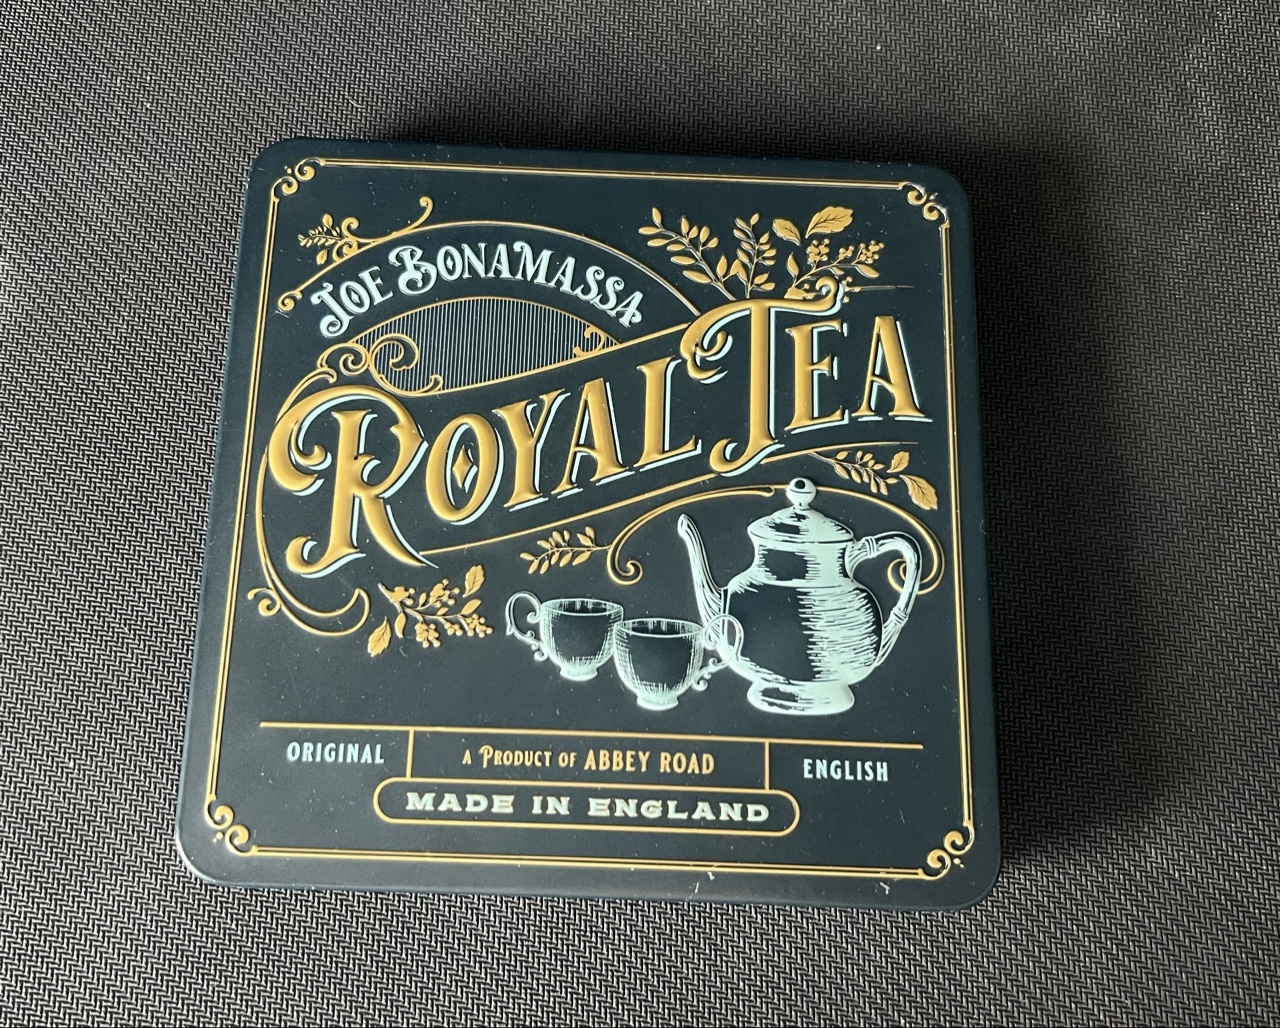 JOE BONAMASSA
ROYAL TEA
ORIGINAL
A PRODUCT OF ABBEY ROAD
ENGLISH
MADE IN ENGLAND